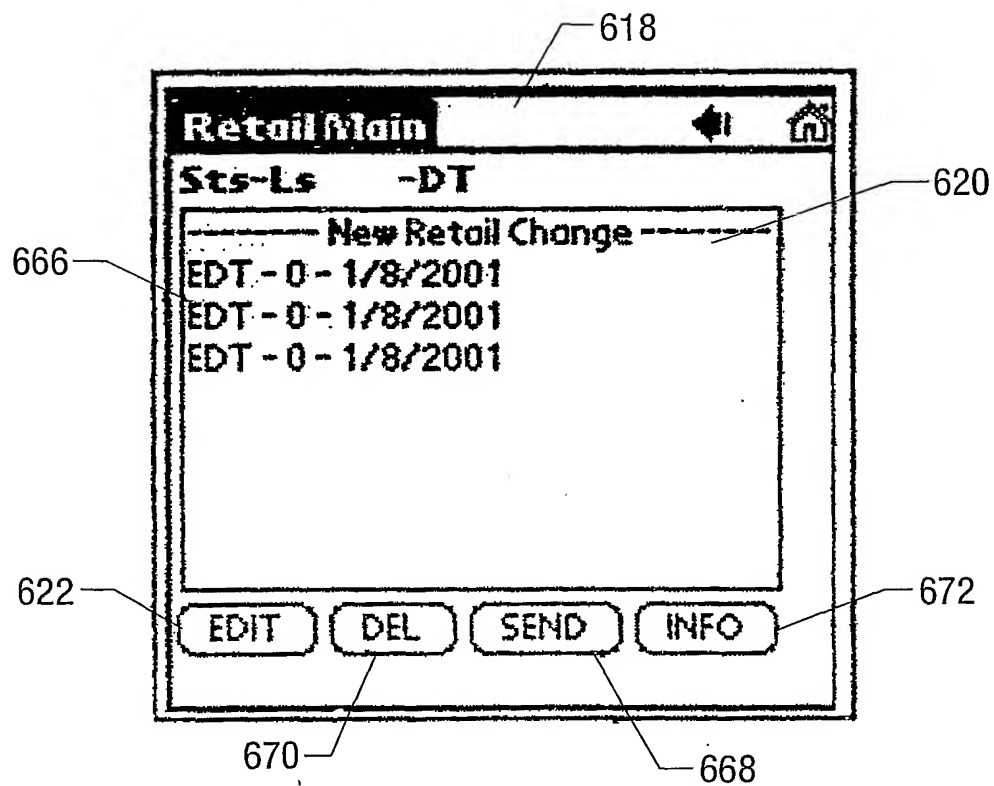 618
Retail Main
Sts-Ls -DT
620
-------- New Retail Change --------
666
EDT - 0 - 1/8/2001
EDT - 0 - 1/8/2001
EDT - 0 - 1/8/2001
622
672
EDIT DEL SEND INFO
670
668